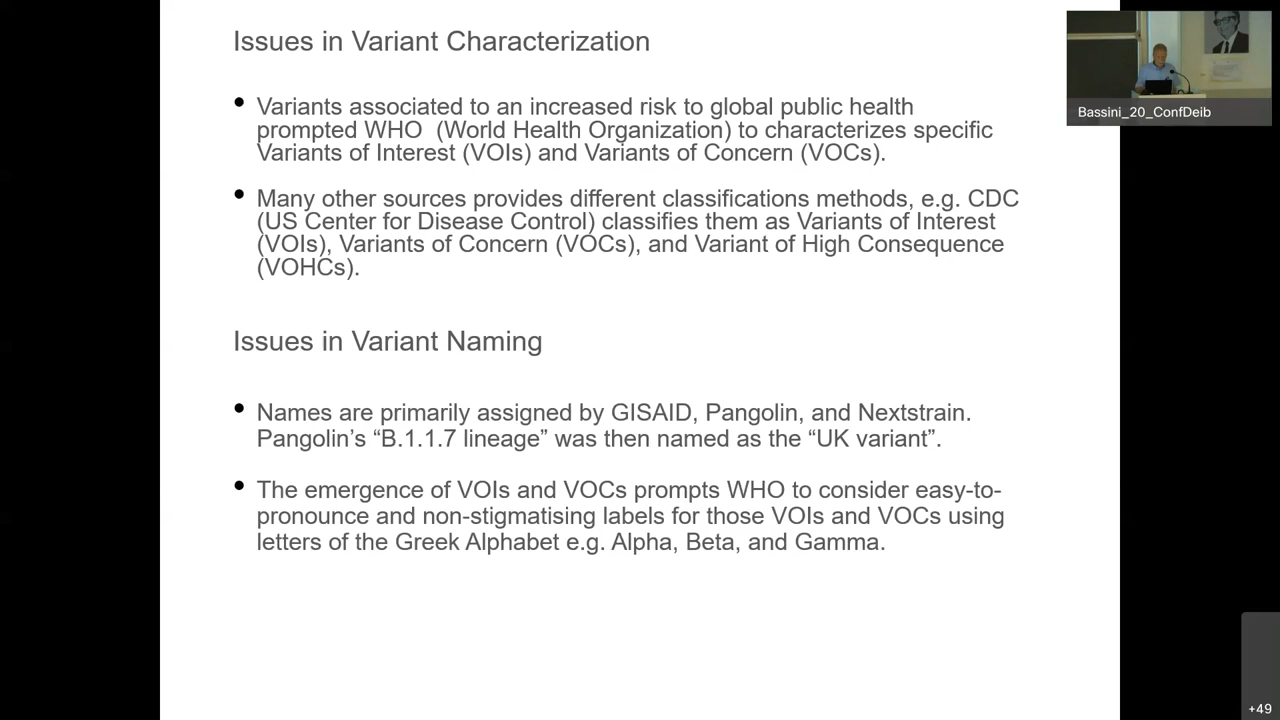 Issues in Variant Characterization
Variants associated to an increased risk to global public health
prompted WHO (World Health Organization) to characterizes specific
Variants of Interest (VOIs) and Variants of Concern (VOCs).
Many other sources provides different classifications methods, e.g. CDC
(US Center for Disease Control) classifies them as Variants of Interest
(VOIs), Variants of Concern (VOCs), and Variant of High Consequence
(VOHCs).
Issues in Variant Naming
Names are primarily assigned by GISAID, Pangolin, and Nextstrain.
Pangolin’s “B.1.1.7 lineage” was then named as the “UK variant”.
The emergence of VOIs and VOCs prompts WHO to consider easy-to-
pronounce and non-stigmatising labels for those VOIs and VOCs using
letters of the Greek Alphabet e.g. Alpha, Beta, and Gamma.
Bassini_20_ConfDeib
+49